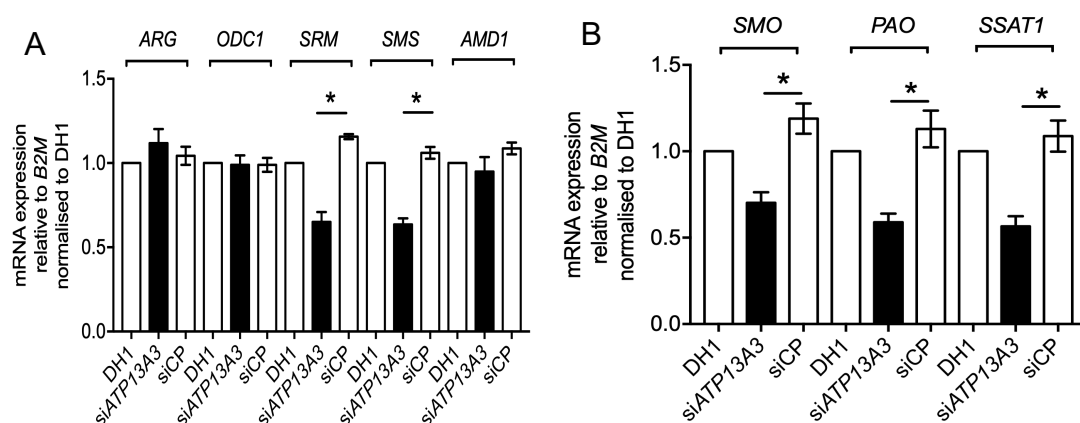 A
ARG ODC1 SRM SMS AMD1
mRNA expression
relative to B2M
normalised to DH1
1.5
1.0
0.5
0.0
* *
DH1 siATP13A3 siCP DH1 siATP13A3 siCP DH1 siATP13A3 siCP DH1 siATP13A3 siCP DH1 siATP13A3 siCP
B
SMO PAO SSAT1
mRNA expression
relative to B2M
normalised to DH1
1.5
1.0
0.5
0.0
* * *
DH1 siATP13A3 siCP DH1 siATP13A3 siCP DH1 siATP13A3 siCP